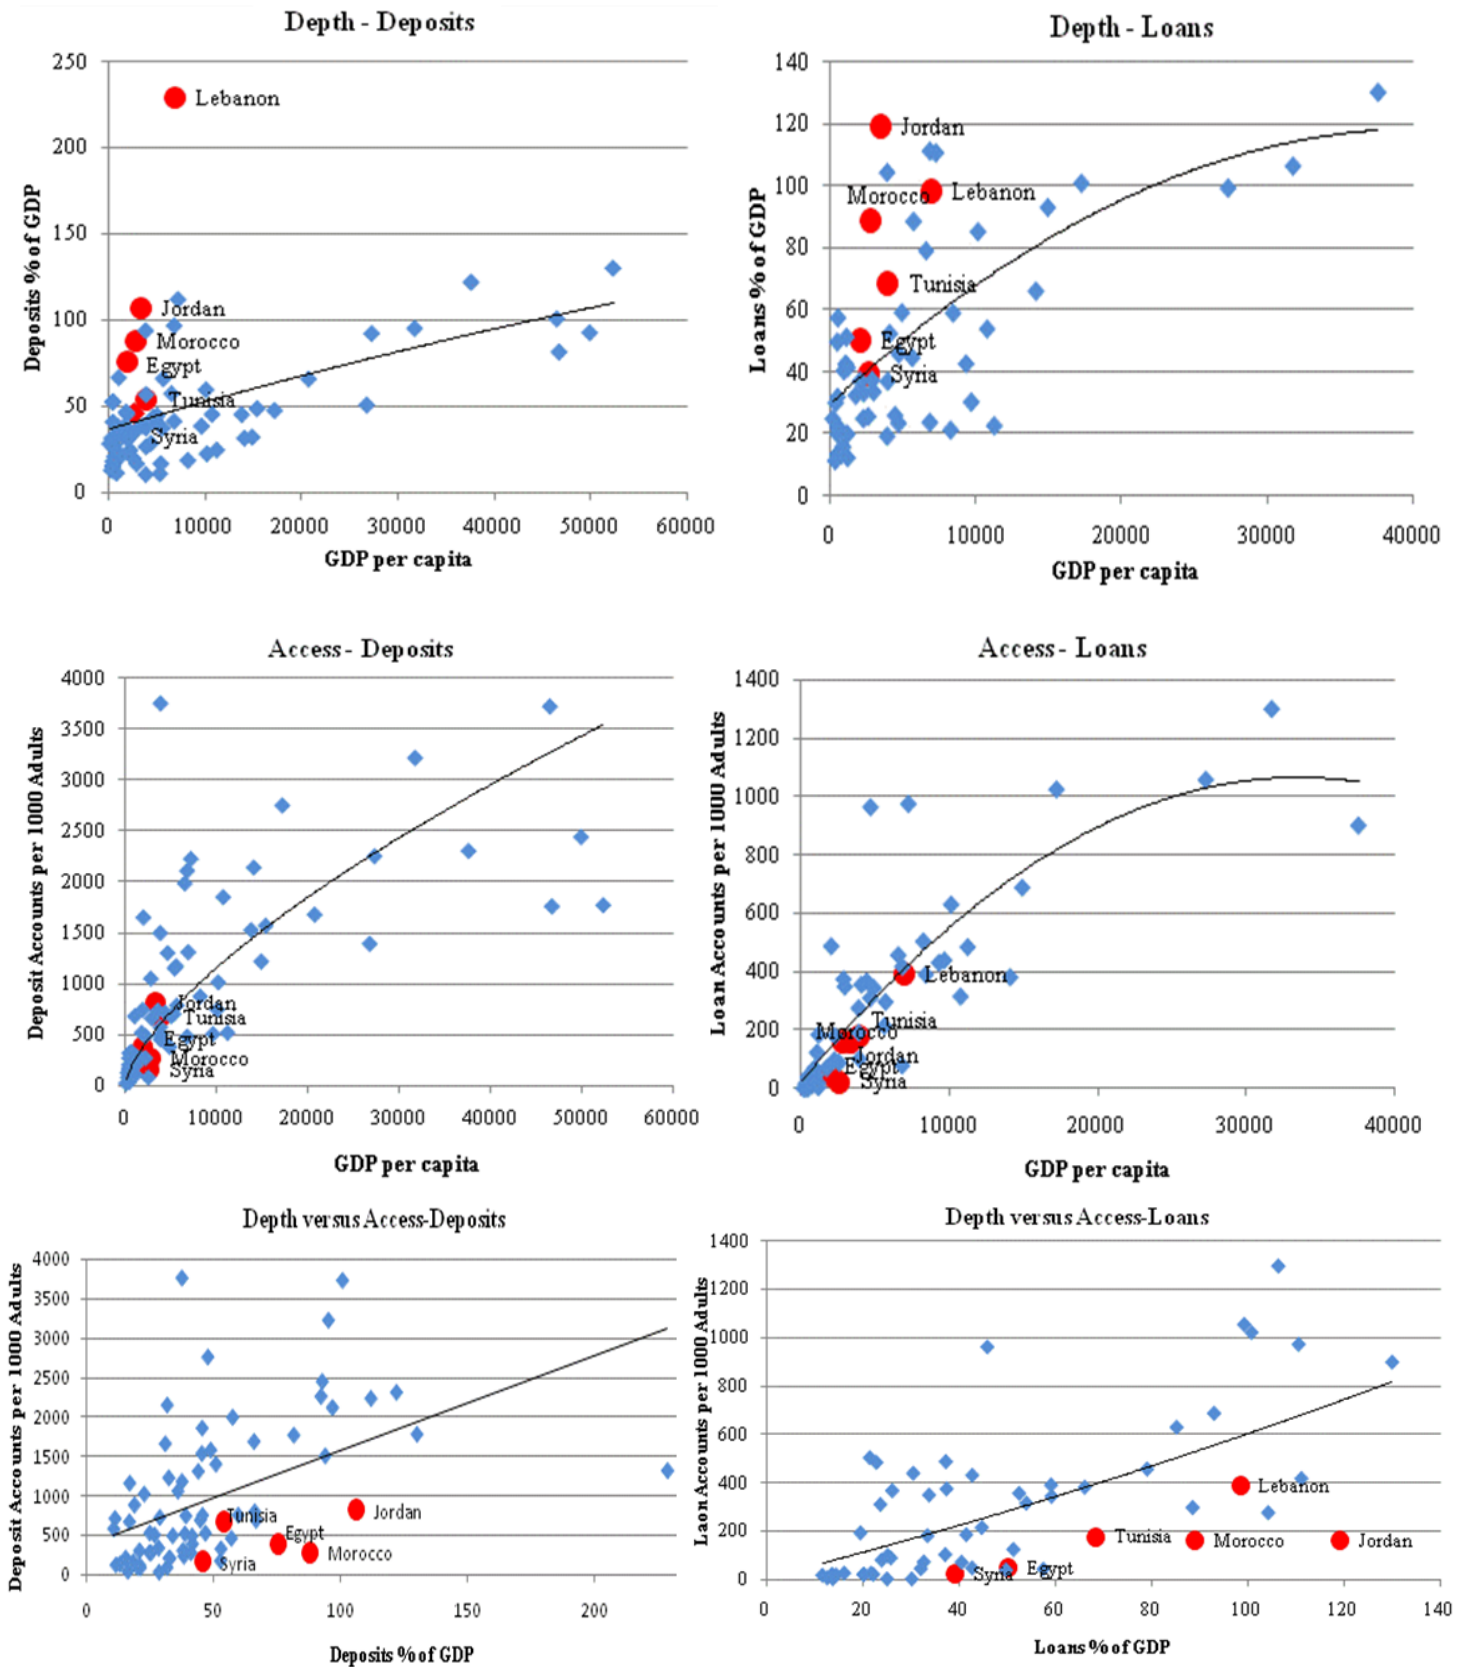 Depth - Deposits
250
200
150
100
50
0
Deposits % of GDP
Lebanon
Jordan
Morocco
Egypt
Tunisia
Syria
0 10000 20000 30000 40000 50000 60000
GDP per capita
Depth - Loans
140
120
100
80
60
40
20
0
Loans % of GDP
Jordan
Lebanon
Morocco
Tunisia
Egypt
Syria
0 10000 20000 30000 40000
GDP per capita
Access - Deposits
4000
3500
3000
2500
2000
1500
1000
500
0
Deposit Accounts per 1000 Adults
Jordan
Tunisia
Egypt
Morocco
Syria
0 10000 20000 30000 40000 50000 60000
GDP per capita
Access - Loans
1400
1200
1000
800
600
400
200
0
Loan Accounts per 1000 Adults
Lebanon
Tunisia
Morocco
Jordan
Egypt
Syria
0 10000 20000 30000 40000
GDP per capita
Depth versus Access-Deposits
4000
3500
3000
2500
2000
1500
1000
500
0
Deposit Accounts per 1000 Adults
Tunisia
Jordan
Egypt
Morocco
Syria
0 50 100 150 200
Deposits % of GDP
Depth versus Access-Loans
1400
1200
1000
800
600
400
200
0
Laon Accounts per 1000 Adults
Lebanon
Tunisia
Morocco
Jordan
Egypt
Syria
0 20 40 60 80 100 120 140
Loans % of GDP